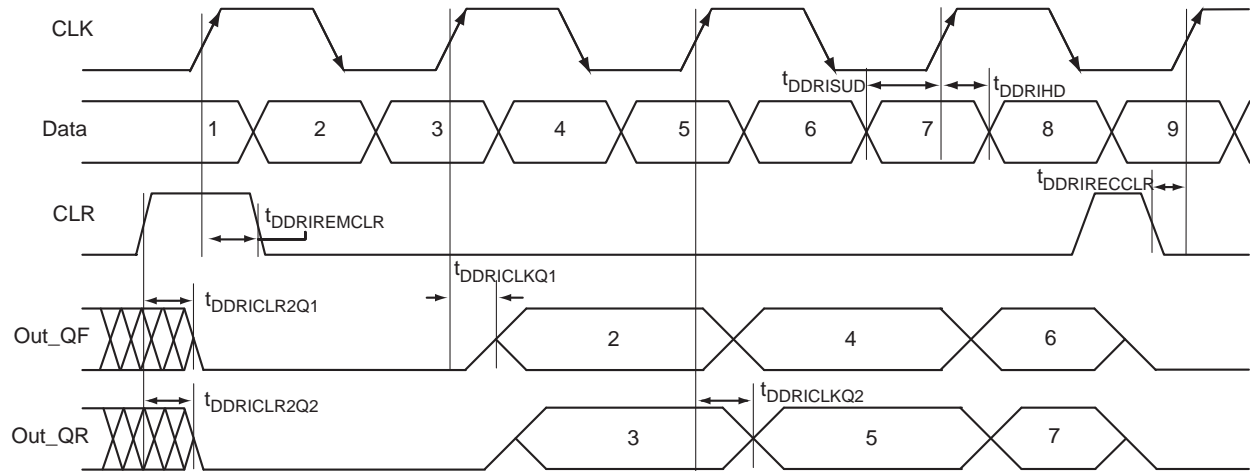 CLK
tDDRISUD tDDRIHD
Data 1 2 3 4 5 6 7 8 9
tDDRIRECCLR
CLR
tDDRIREMCLR
tDDRICLKQ1
tDDRICLR2Q1
Out_QF 2 4 6
tDDRICLR2Q2 tDDRICLKQ2
Out_QR 3 5 7